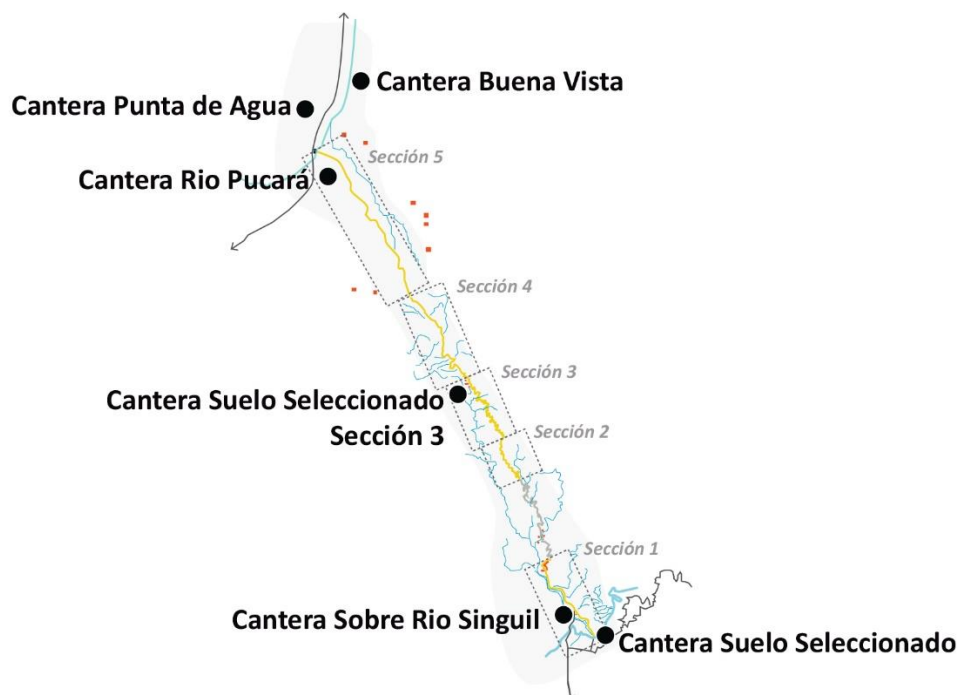 Cantera Buena Vista
Cantera Punta de Agua
Sección 5
Cantera Rio Pucará
Sección 4
Sección 3
Cantera Suelo Seleccionado
Sección 3
Sección 2
Sección 1
Cantera Sobre Rio Singuil
Cantera Suelo Seleccionado